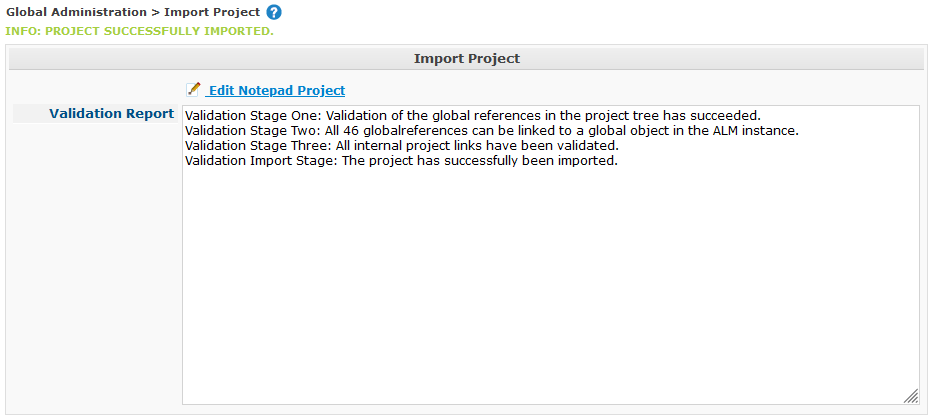 Global Administration > Import Project ?
INFO: PROJECT SUCCESSFULLY IMPORTED.
Import Project
Edit Notepad Project
Validation Report
Validation Stage One: Validation of the global references in the project tree has succeeded.
Validation Stage Two: All 46 globalreferences can be linked to a global object in the ALM instance.
Validation Stage Three: All internal project links have been validated.
Validation Import Stage: The project has successfully been imported.